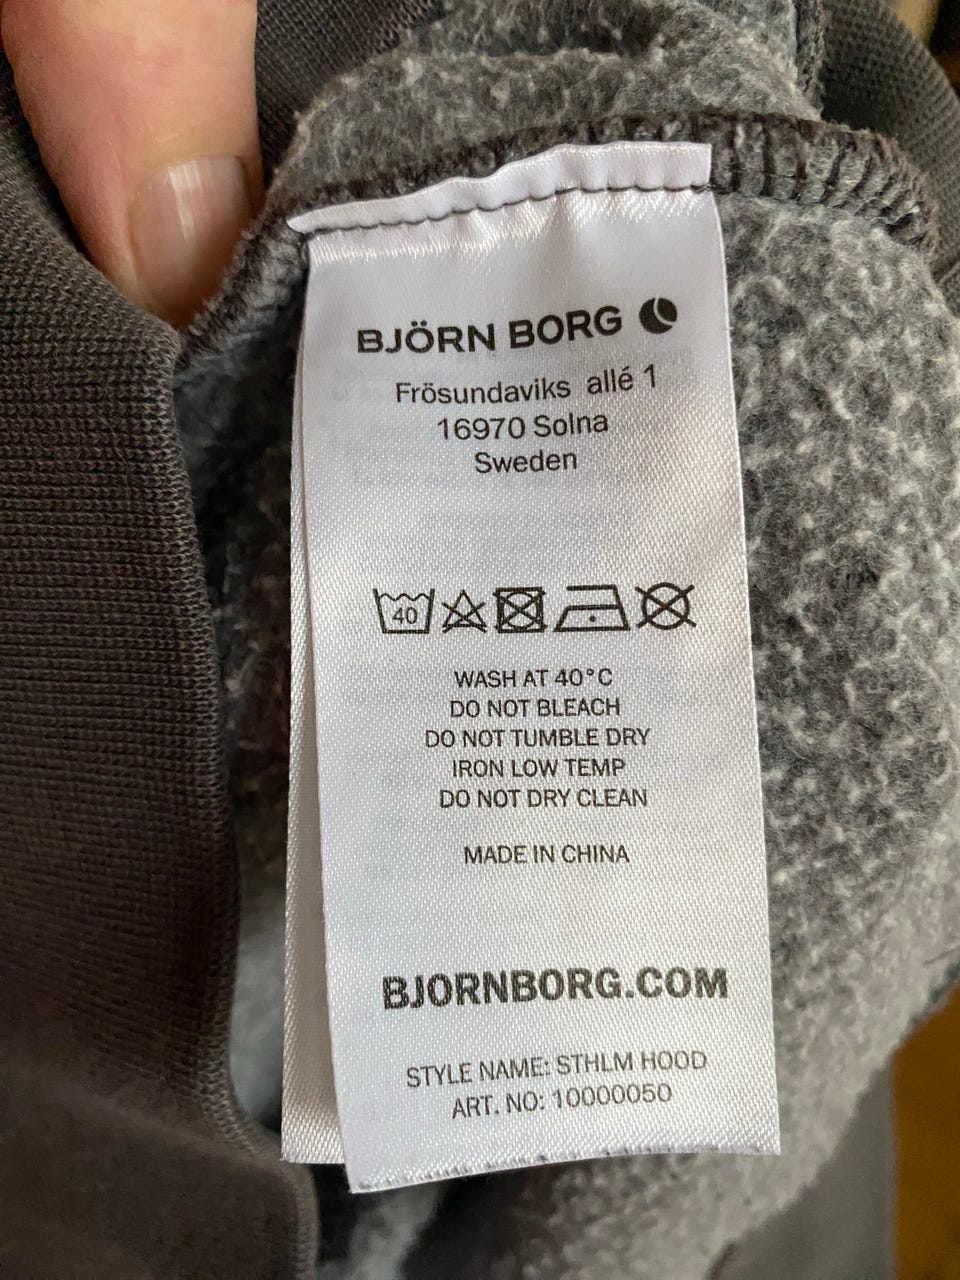 BJÖRN BORG
Frösundaviks allé 1
16970 Solna
Sweden
40
WASH AT 40°C
DO NOT BLEACH
DO NOT TUMBLE DRY
IRON LOW TEMP
DO NOT DRY CLEAN
MADE IN CHINA
BJORNBORG.COM
STYLE NAME: STHLM HOOD
ART. NO: 10000050